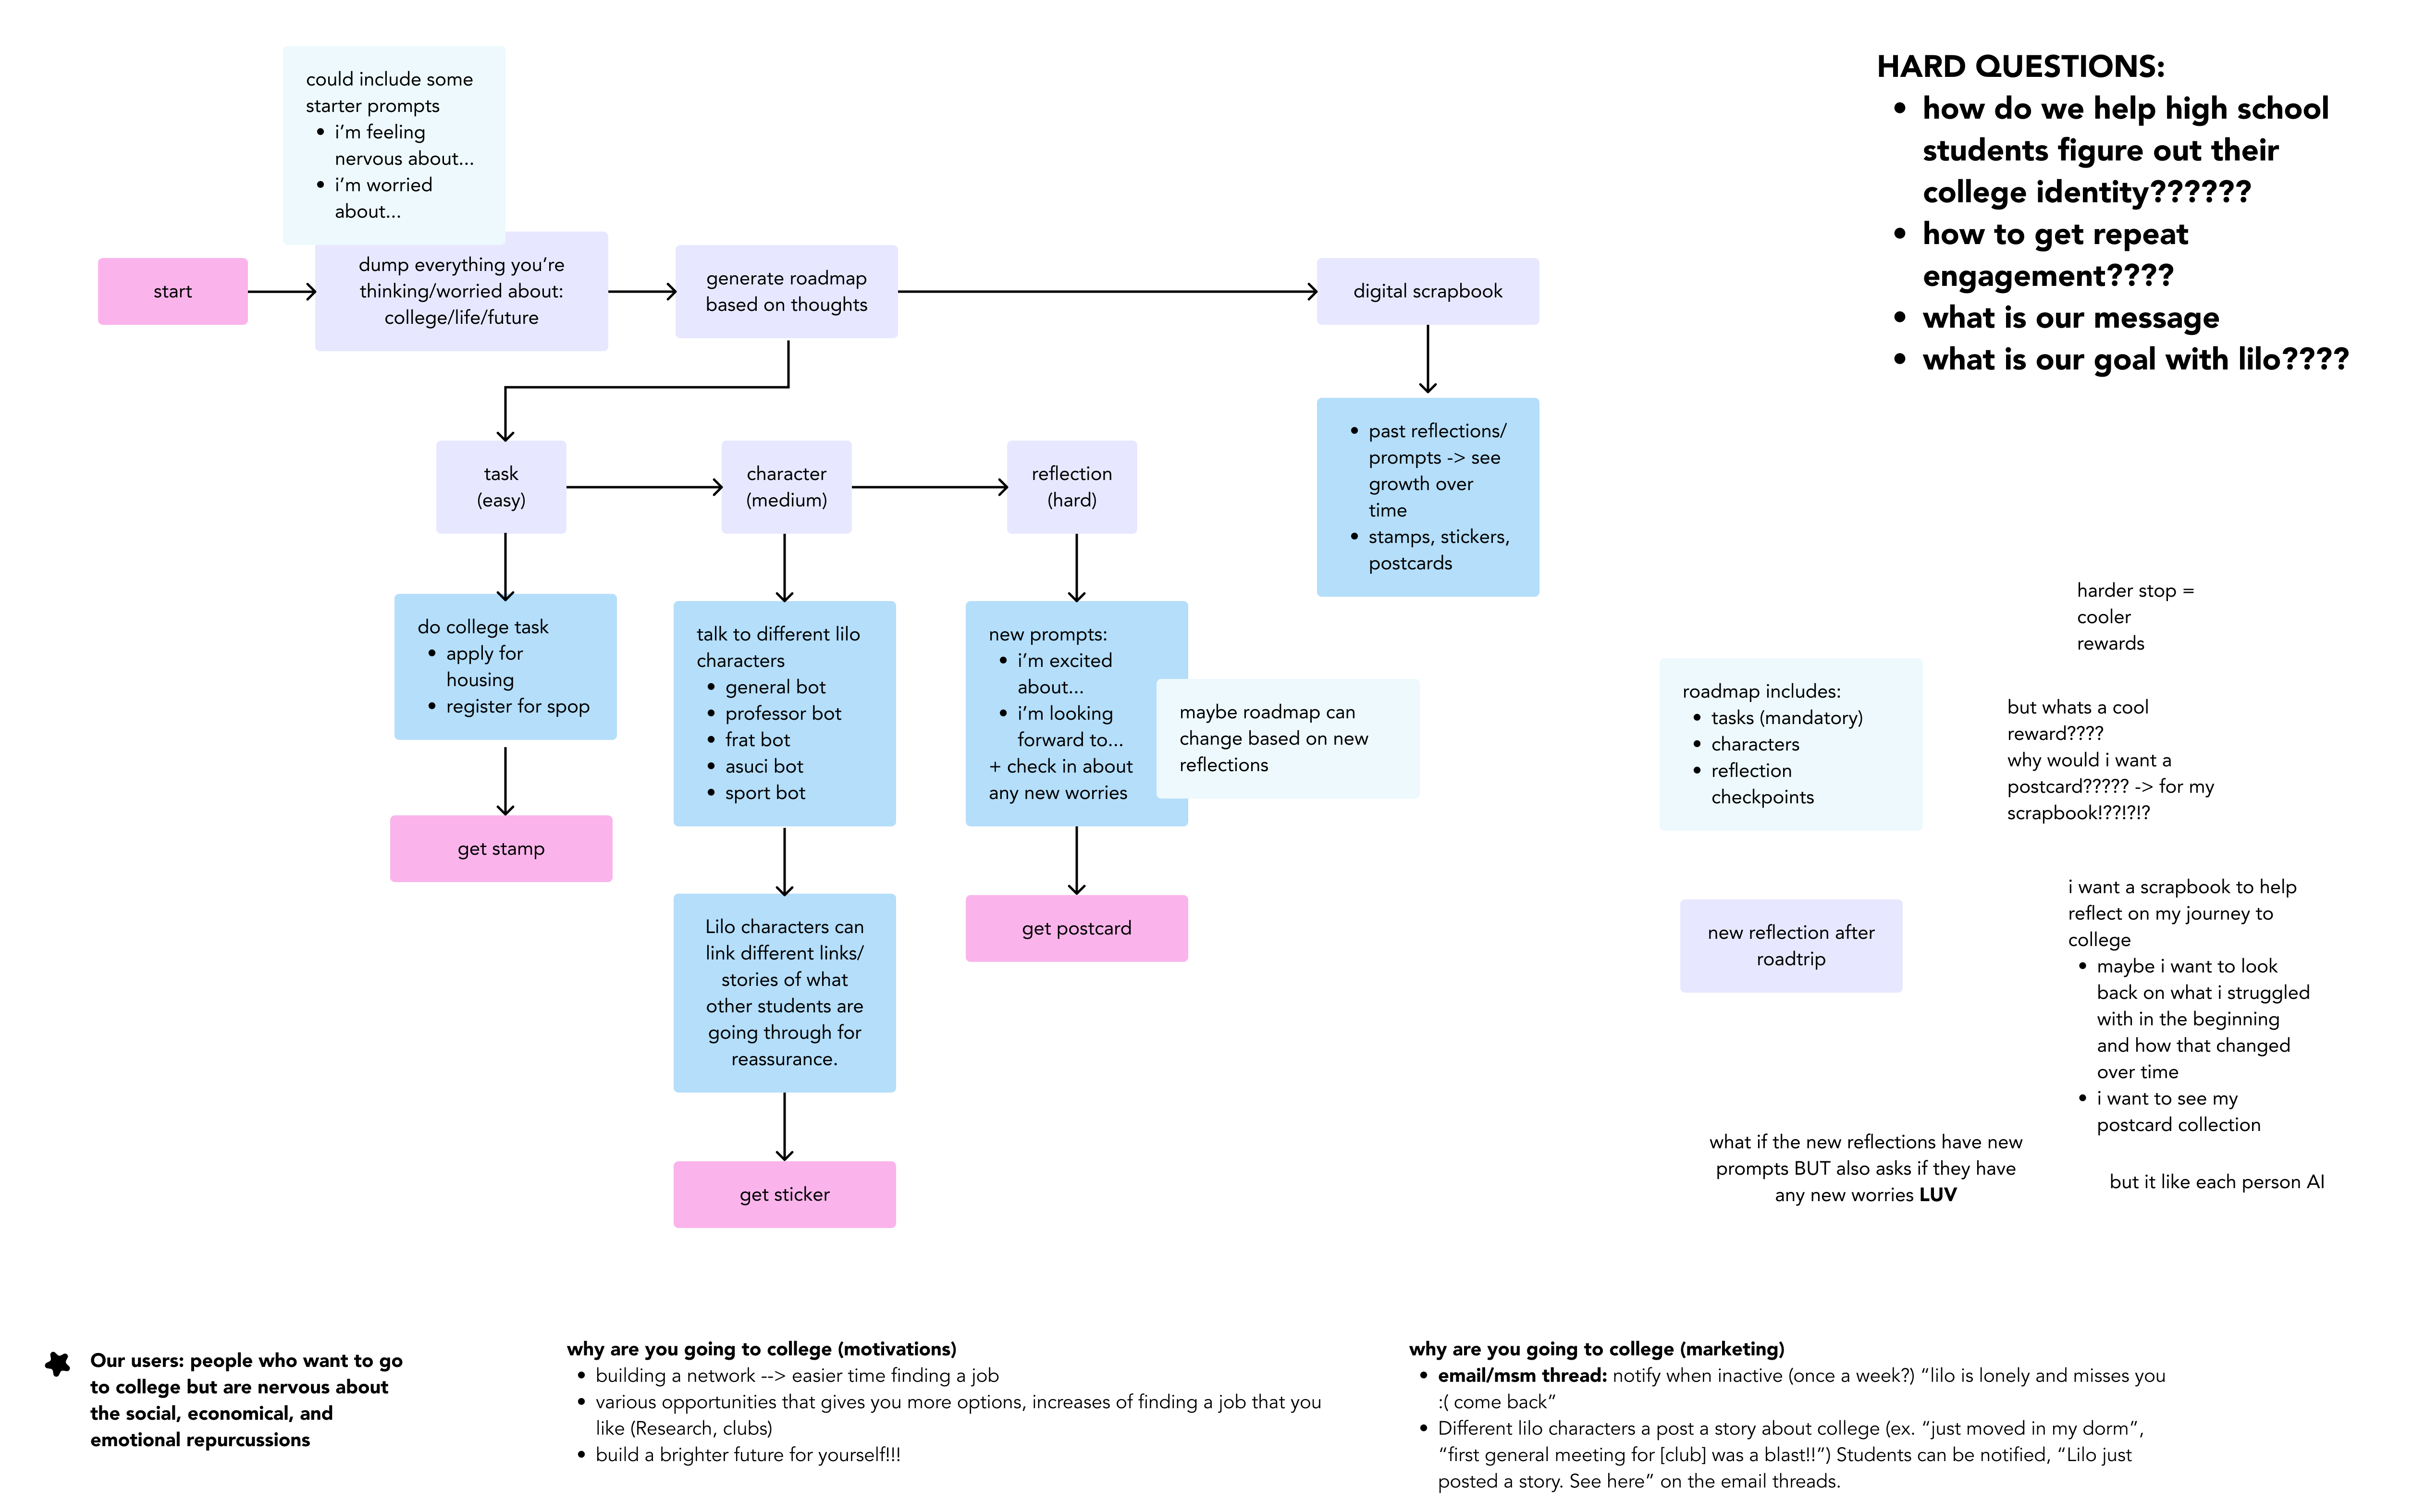 could include some
starter prompts
• i’m feeling
nervous about...
• i’m worried
about...
start
dump everything you’re
thinking/worried about:
college/life/future
generate roadmap
based on thoughts
digital scrapbook
HARD QUESTIONS:
• how do we help high school
students figure out their
college identity??????
• how to get repeat
engagement????
• what is our message
• what is our goal with lilo????
task
(easy)
character
(medium)
reflection
(hard)
• past reflections/
prompts -> see
growth over
time
• stamps, stickers,
postcards
do college task
• apply for
housing
• register for spop
get stamp
talk to different lilo
characters
• general bot
• professor bot
• frat bot
• asuci bot
• sport bot
Lilo characters can
link different links/
stories of what
other students are
going through for
reassurance.
get sticker
new prompts:
• i’m excited
about...
• i’m looking
forward to...
+ check in about
any new worries
maybe roadmap can
change based on new
reflections
get postcard
roadmap includes:
• tasks (mandatory)
• characters
• reflection
checkpoints
new reflection after
roadtrip
harder stop =
cooler
rewards
but whats a cool
reward????
why would i want a
postcard????? -> for my
scrapbook!??!?!?
i want a scrapbook to help
reflect on my journey to
college
• maybe i want to look
back on what i struggled
with in the beginning
and how that changed
over time
• i want to see my
postcard collection
what if the new reflections have new
prompts BUT also asks if they have
any new worries LUV
but it like each person AI
Our users: people who want to go
to college but are nervous about
the social, economical, and
emotional repurcussions
why are you going to college (motivations)
• building a network --> easier time finding a job
• various opportunities that gives you more options, increases of finding a job that you
like (Research, clubs)
• build a brighter future for yourself!!!
why are you going to college (marketing)
• email/msm thread: notify when inactive (once a week?) “lilo is lonely and misses you
:( come back”
• Different lilo characters a post a story about college (ex. “just moved in my dorm”,
“first general meeting for [club] was a blast!!”) Students can be notified, “Lilo just
posted a story. See here” on the email threads.